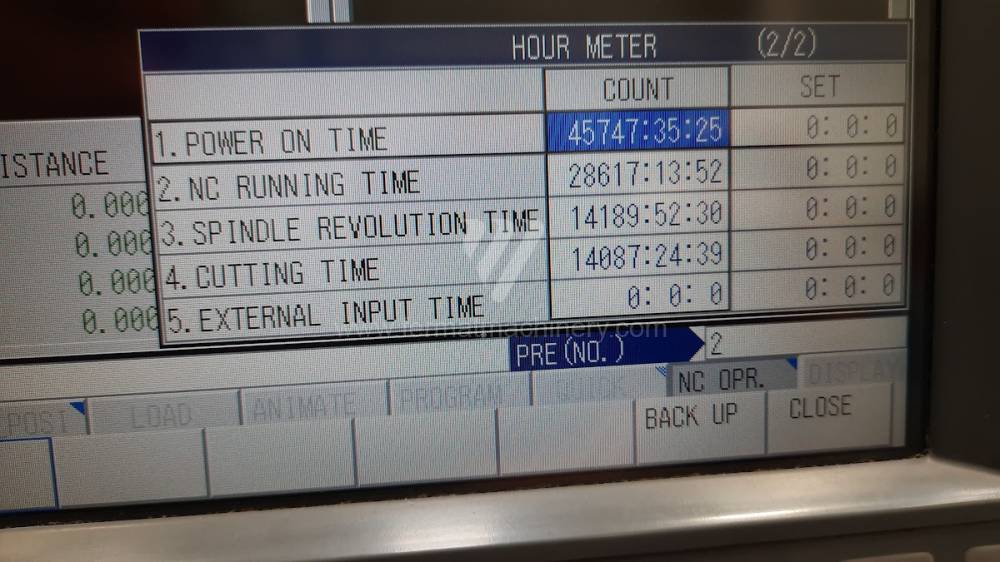 HOUR METER (2/2)
COUNT SET
1.POWER ON TIME 45747:35:25 0: 0: 0
2.NC RUNNING TIME 28617:13:52 0: 0: 0
3.SPINDLE REVOLUTION TIME 14189:52:30 0: 0: 0
4.CUTTING TIME 14087:24:39 0: 0: 0
5.EXTERNAL INPUT TIME 0: 0: 0 0: 0: 0
ISTANCE
0.000
0.000
0.000
0.000
PRE(NO.) 2
POST LOAD ANIMATE PROGRAM QUICK NC OPR. DISPLAY
BACK UP CLOSE